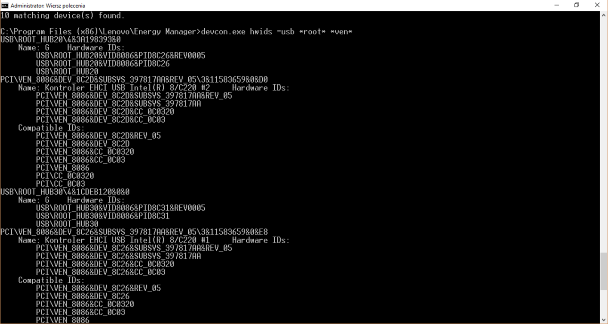 Administrator: Wiersz polecenia
10 matching device(s) found.
C:\Program Files (x86)\Lenovo\Energy Manager>devcon.exe hwids =usb *root* *ven*
USB\ROOT_HUB20\4&3A198393&0
Name: G    Hardware IDs:
USB\ROOT_HUB20&VID8086&PID8C26&REV0005
USB\ROOT_HUB20&VID8086&PID8C26
USB\ROOT_HUB20
PCI\VEN_8086&DEV_8C2D&SUBSYS_397817AA&REV_05\3&11583659&0&D0
Name: Kontroler EHCI USB Intel(R) 8/C220 #2    Hardware IDs:
PCI\VEN_8086&DEV_8C2D&SUBSYS_397817AA&REV_05
PCI\VEN_8086&DEV_8C2D&SUBSYS_397817AA
PCI\VEN_8086&DEV_8C2D&CC_0C0320
PCI\VEN_8086&DEV_8C2D&CC_0C03
Compatible IDs:
PCI\VEN_8086&DEV_8C2D&REV_05
PCI\VEN_8086&DEV_8C2D
PCI\VEN_8086&CC_0C0320
PCI\VEN_8086&CC_0C03
PCI\VEN_8086
PCI\CC_0C0320
PCI\CC_0C03
USB\ROOT_HUB30\4&1CDEB120&0&0
Name: G    Hardware IDs:
USB\ROOT_HUB30&VID8086&PID8C31&REV0005
USB\ROOT_HUB30&VID8086&PID8C31
USB\ROOT_HUB30
PCI\VEN_8086&DEV_8C26&SUBSYS_397817AA&REV_05\3&11583659&0&E8
Name: Kontroler EHCI USB Intel(R) 8/C220 #1    Hardware IDs:
PCI\VEN_8086&DEV_8C26&SUBSYS_397817AA&REV_05
PCI\VEN_8086&DEV_8C26&SUBSYS_397817AA
PCI\VEN_8086&DEV_8C26&CC_0C0320
PCI\VEN_8086&DEV_8C26&CC_0C03
Compatible IDs:
PCI\VEN_8086&DEV_8C26&REV_05
PCI\VEN_8086&DEV_8C26
PCI\VEN_8086&CC_0C0320
PCI\VEN_8086&CC_0C03
PCI\VEN_8086